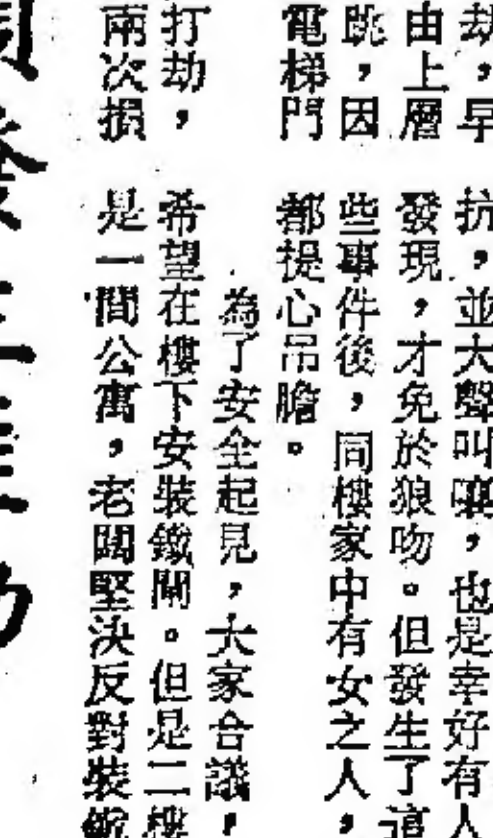 劫，早
由上層
跳，因
電梯門
打劫，
兩次損
抗，並大聲叫嚷，也是幸好有人
發現，才免於狼吻。但發生了這
些事件後，同樓家中有女之人，
都提心吊膽。
為了安全起見，大家合議，
希望在樓下安裝鐵閘。但是二樓
是一間公寓，老闆堅決反對裝鐵